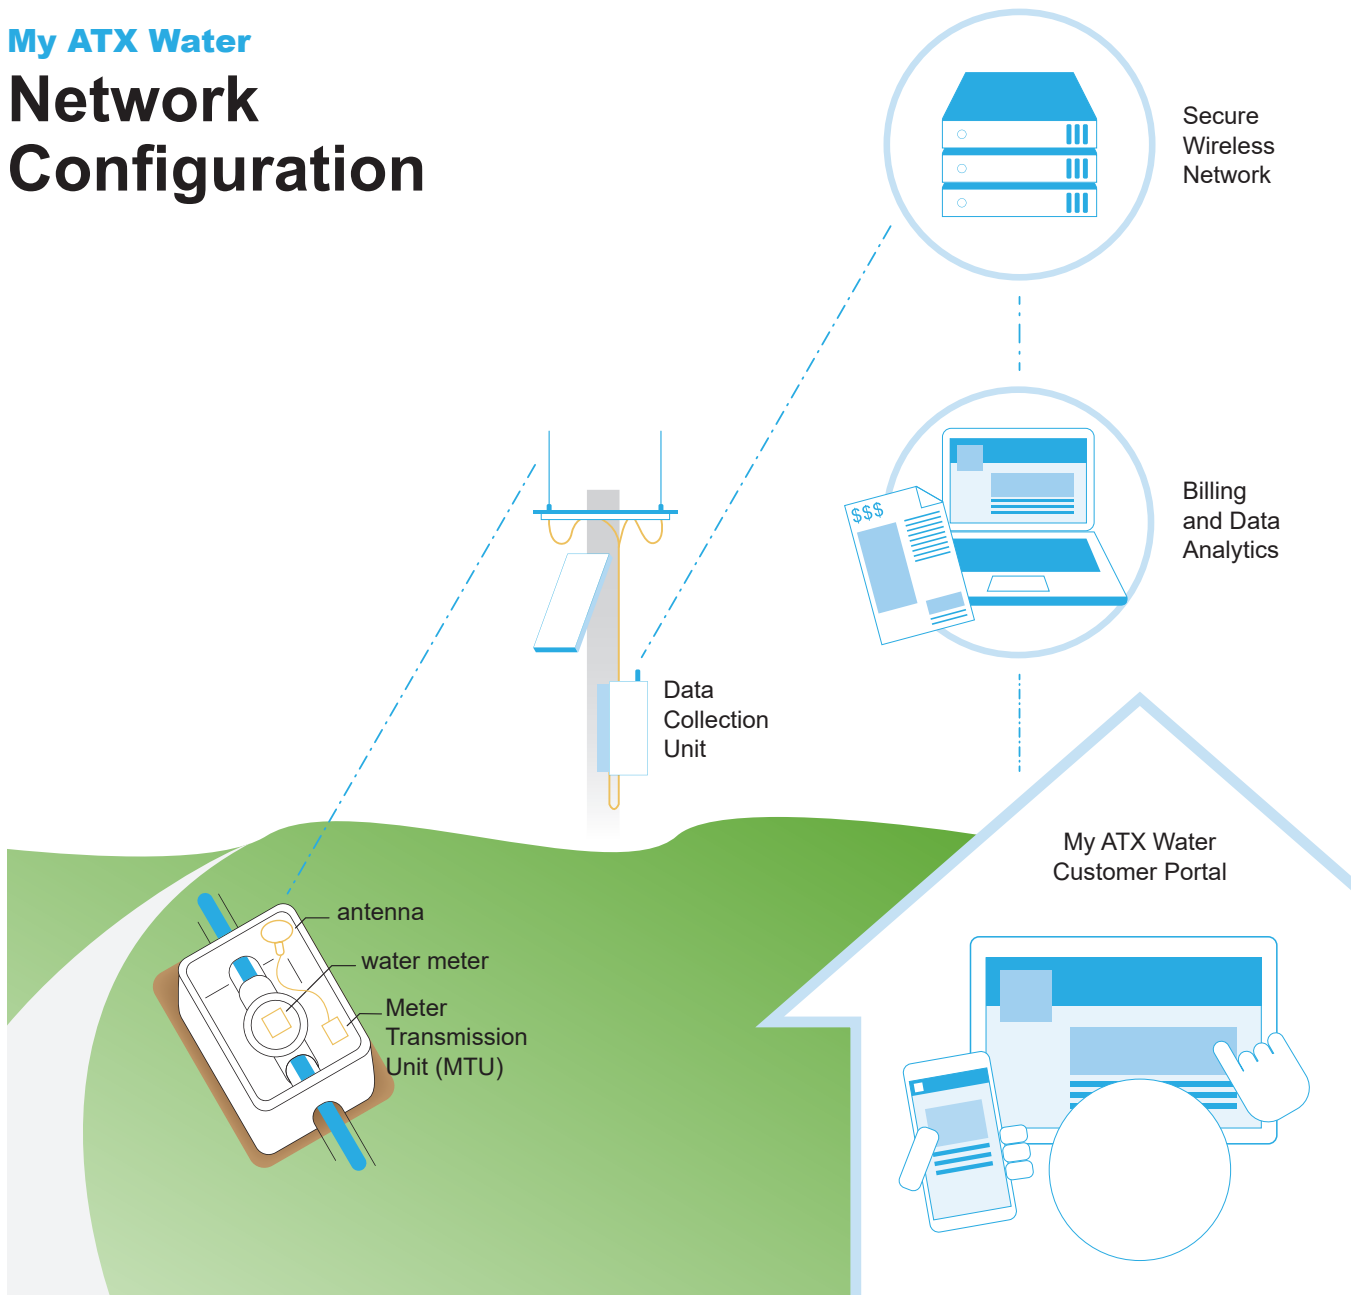 My ATX Water
Network
Configuration
Secure
Wireless
Network
$$$
Billing
and Data
Analytics
Data
Collection
Unit
My ATX Water
Customer Portal
antenna
water meter
Meter
Transmission
Unit (MTU)